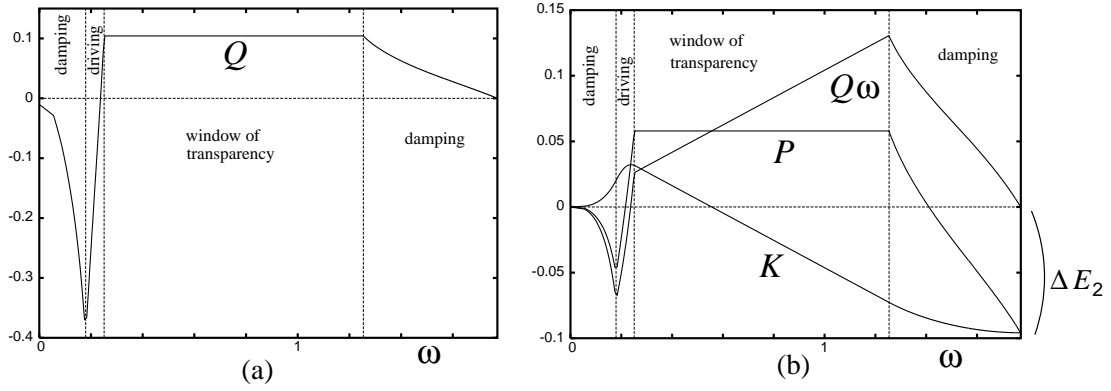 0.1
0
-0.1
-0.2
-0.3
-0.4
damping
driving
Q
window of
transparency
damping
0
1
ω
(a)
0.15
0.1
0.05
0
-0.05
-0.1
damping
driving
window of
transparency
damping
Qω
P
K
ΔE2
0
1
ω
(b)